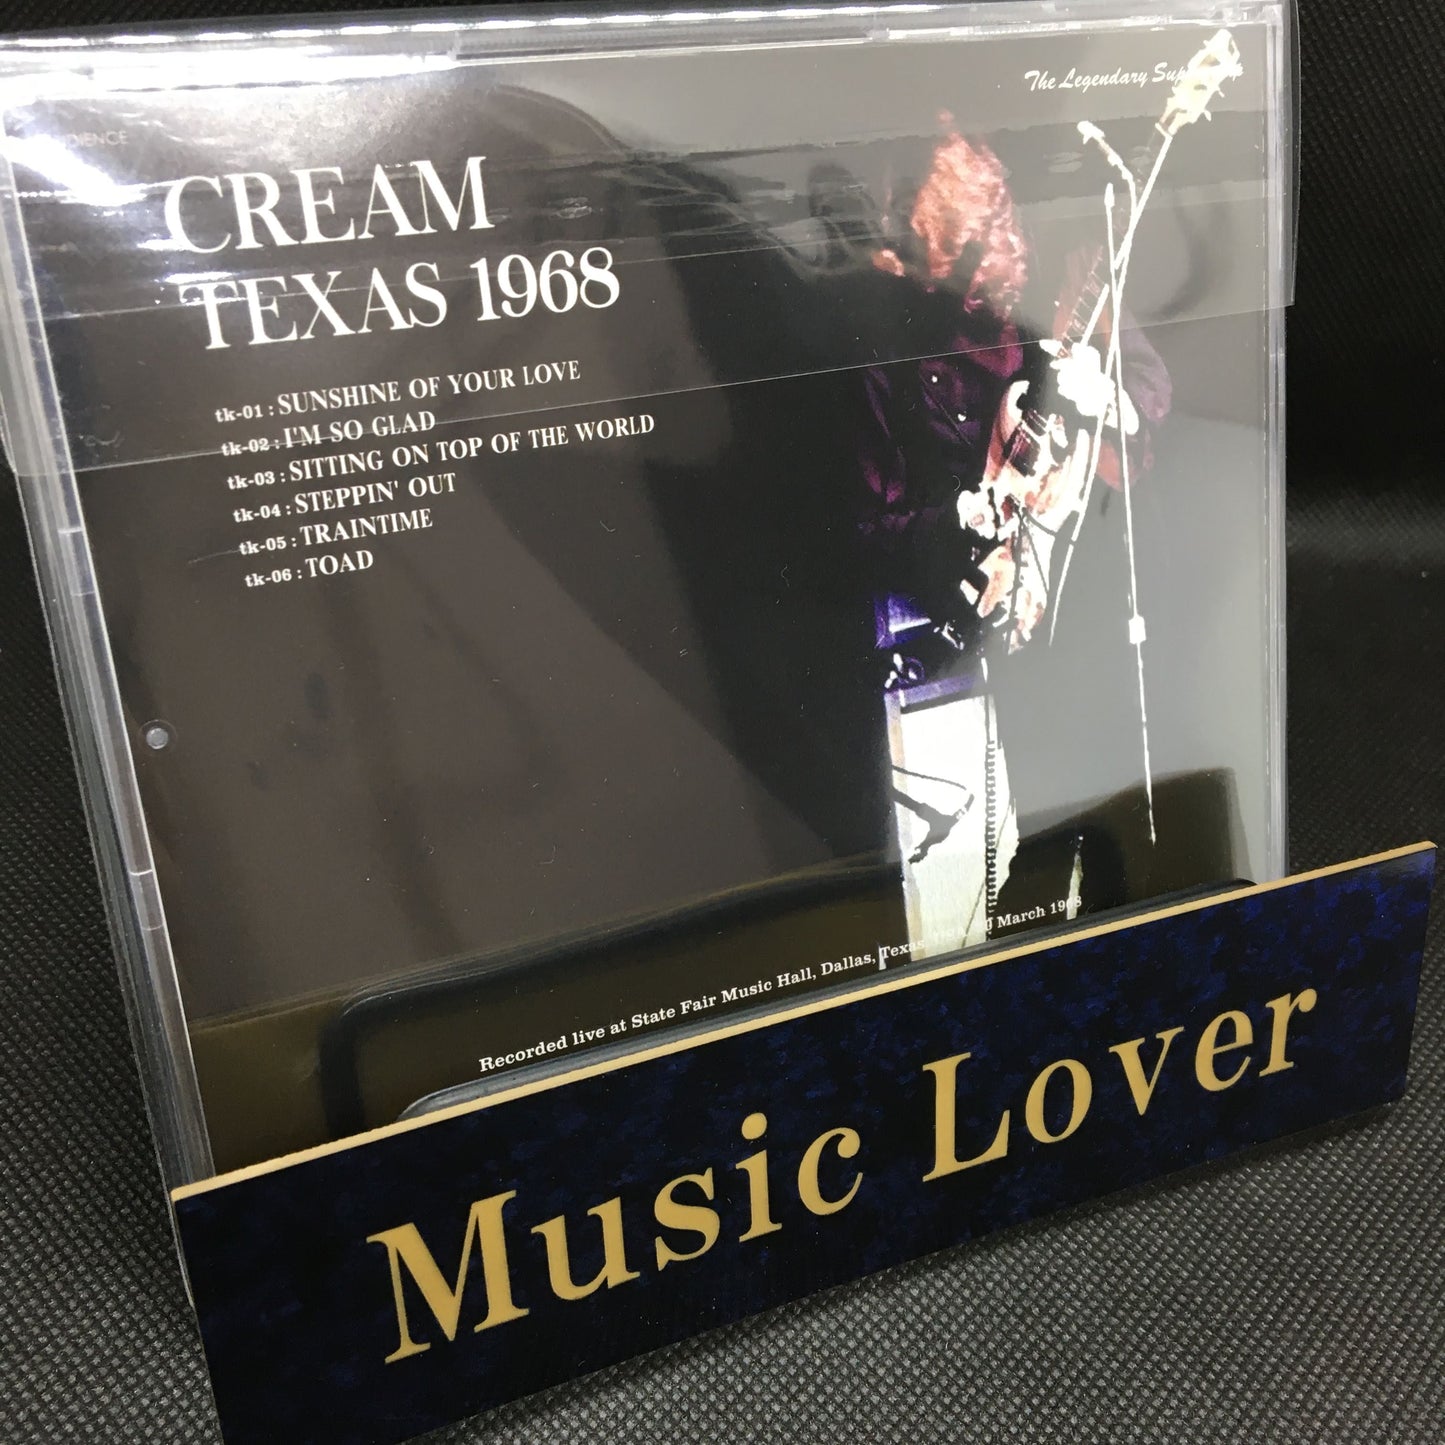 The Legendary
CREAM
TEXAS 1968
tk-01 : SUNSHINE OF YOUR LOVE
tk-02 : I'M SO GLAD
tk-03 : SITTING ON TOP OF THE WORLD
tk-04 : STEPPIN' OUT
tk-05 : TRAINTIME
tk-06 : TOAD
Recorded live at State Fair Music Hall, Dallas, Texas March 1968
Music Lover